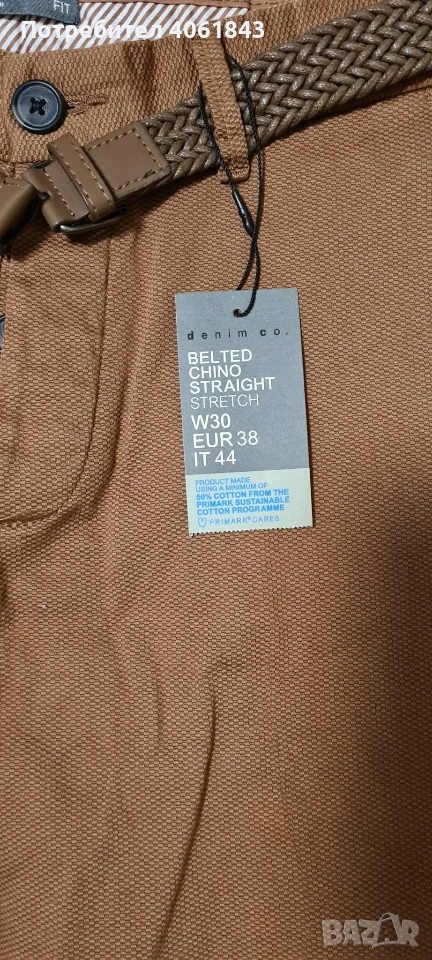 Потребител 4061843
FIT
denim co.
BELTED
CHINO
STRAIGHT
STRETCH
W30
EUR 38
IT 44
PRODUCT MADE
USING A MINIMUM OF
50% COTTON FROM THE
PRIMARK SUSTAINABLE
COTTON PROGRAMME
PRIMARK® CARES
BAZAR